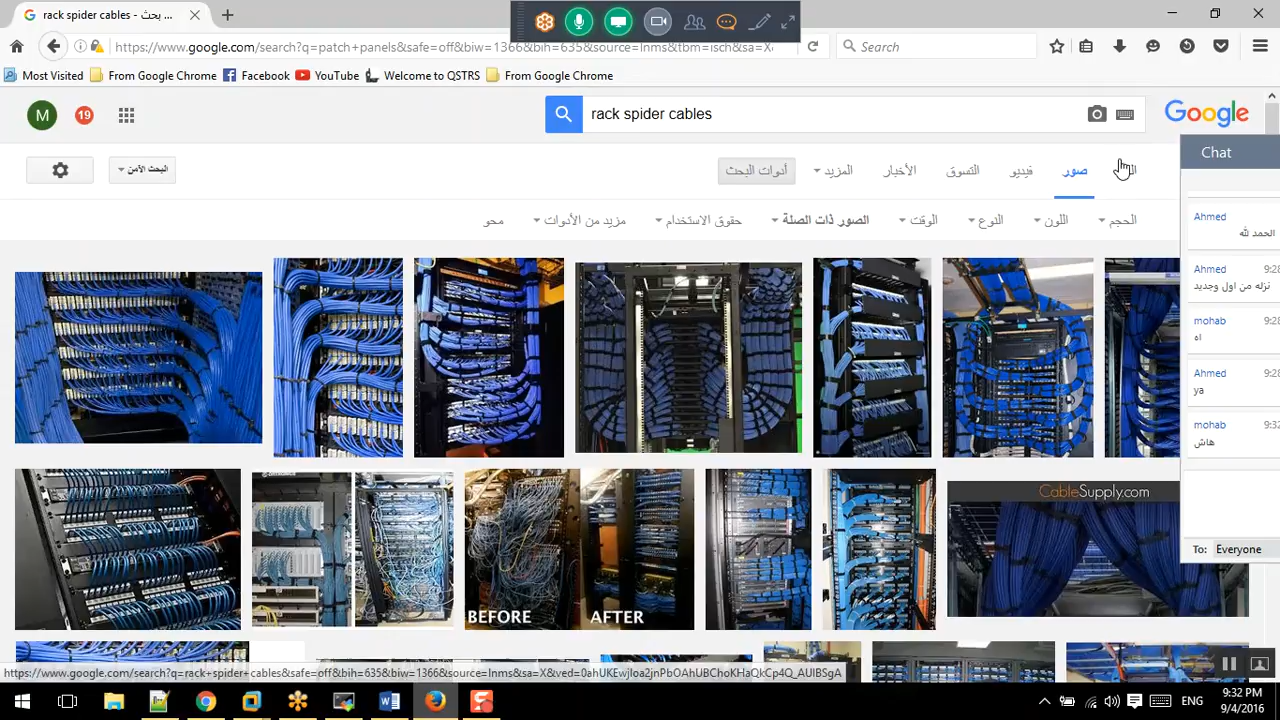 rack spider cables - بحث ...
https://www.google.com/search?q=patch+panels&safe=off&biw=1366&bih=635&source=lnms&tbm=isch&sa=X
Search
Most Visited
From Google Chrome
Facebook
YouTube
Welcome to QSTRS
From Google Chrome
M
19
rack spider cables
Google
صور
فيديو
التسوق
الأخبار
المزيد
أدوات البحث
البحث الآمن
الحجم
اللون
النوع
الوقت
الصور ذات الصلة
حقوق الاستخدام
مزيد من الأدوات
محو
Chat
Ahmed
الحمد لله
Ahmed 9:28
نزله من اول وجديد
mohab 9:28
اه
Ahmed 9:28
ya
mohab 9:32
هاش
To: Everyone
CableSupply.com
BEFORE
AFTER
https://www.google.com/search?q=rack+spider+cables&safe=off&bih=635&biw=1366&source=lnms&sa=X&ved=0ahUKEwjIoa2jnPbOAhUBChoKHaQkCp4Q_AUIBSgA
ENG
9:32 PM
9/4/2016